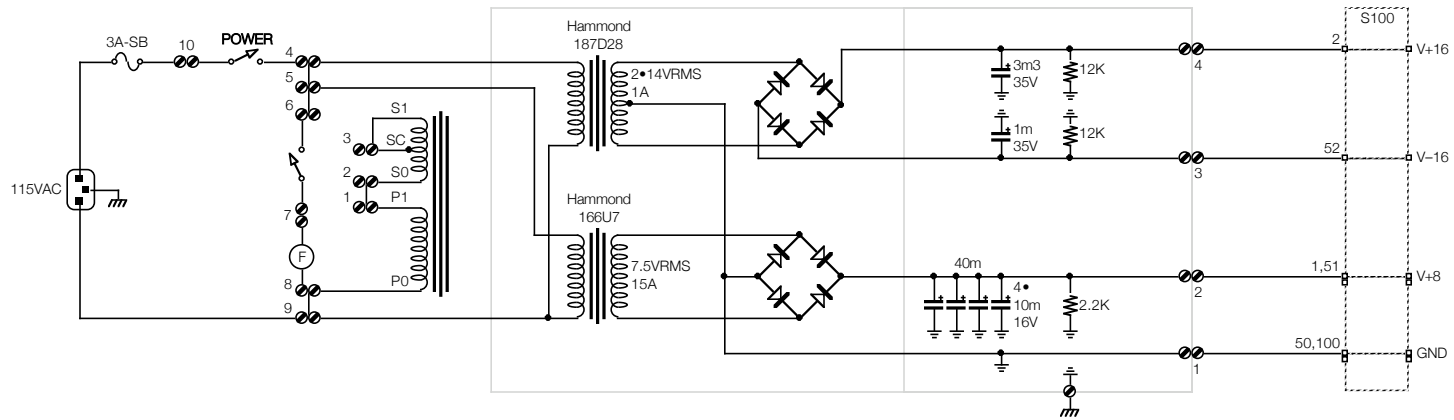 3A-SB
10
POWER
4
5
6
S1
3
SC
2
S0
1
P1
115VAC
7
F
P0
8
9
Hammond
187D28
2•14VRMS
1A
Hammond
166U7
7.5VRMS
15A
3m3
35V
12K
1m
35V
12K
40m
4•
10m
16V
2.2K
4
3
2
1
S100
2
V+16
52
V–16
1,51
V+8
50,100
GND